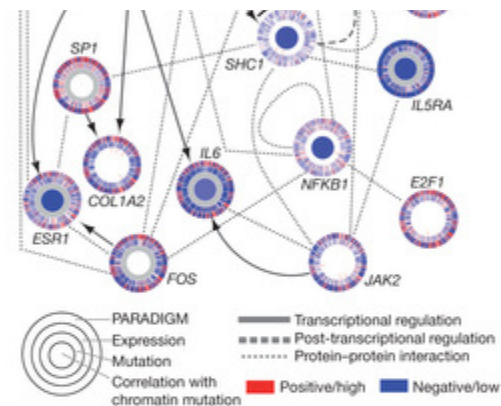 SP1
SHC1
IL5RA
COL1A2
IL6
NFKB1
E2F1
ESR1
FOS
JAK2
PARADIGM
Expression
Mutation
Correlation with
chromatin mutation
Transcriptional regulation
Post-transcriptional regulation
Protein–protein interaction
Positive/high
Negative/low